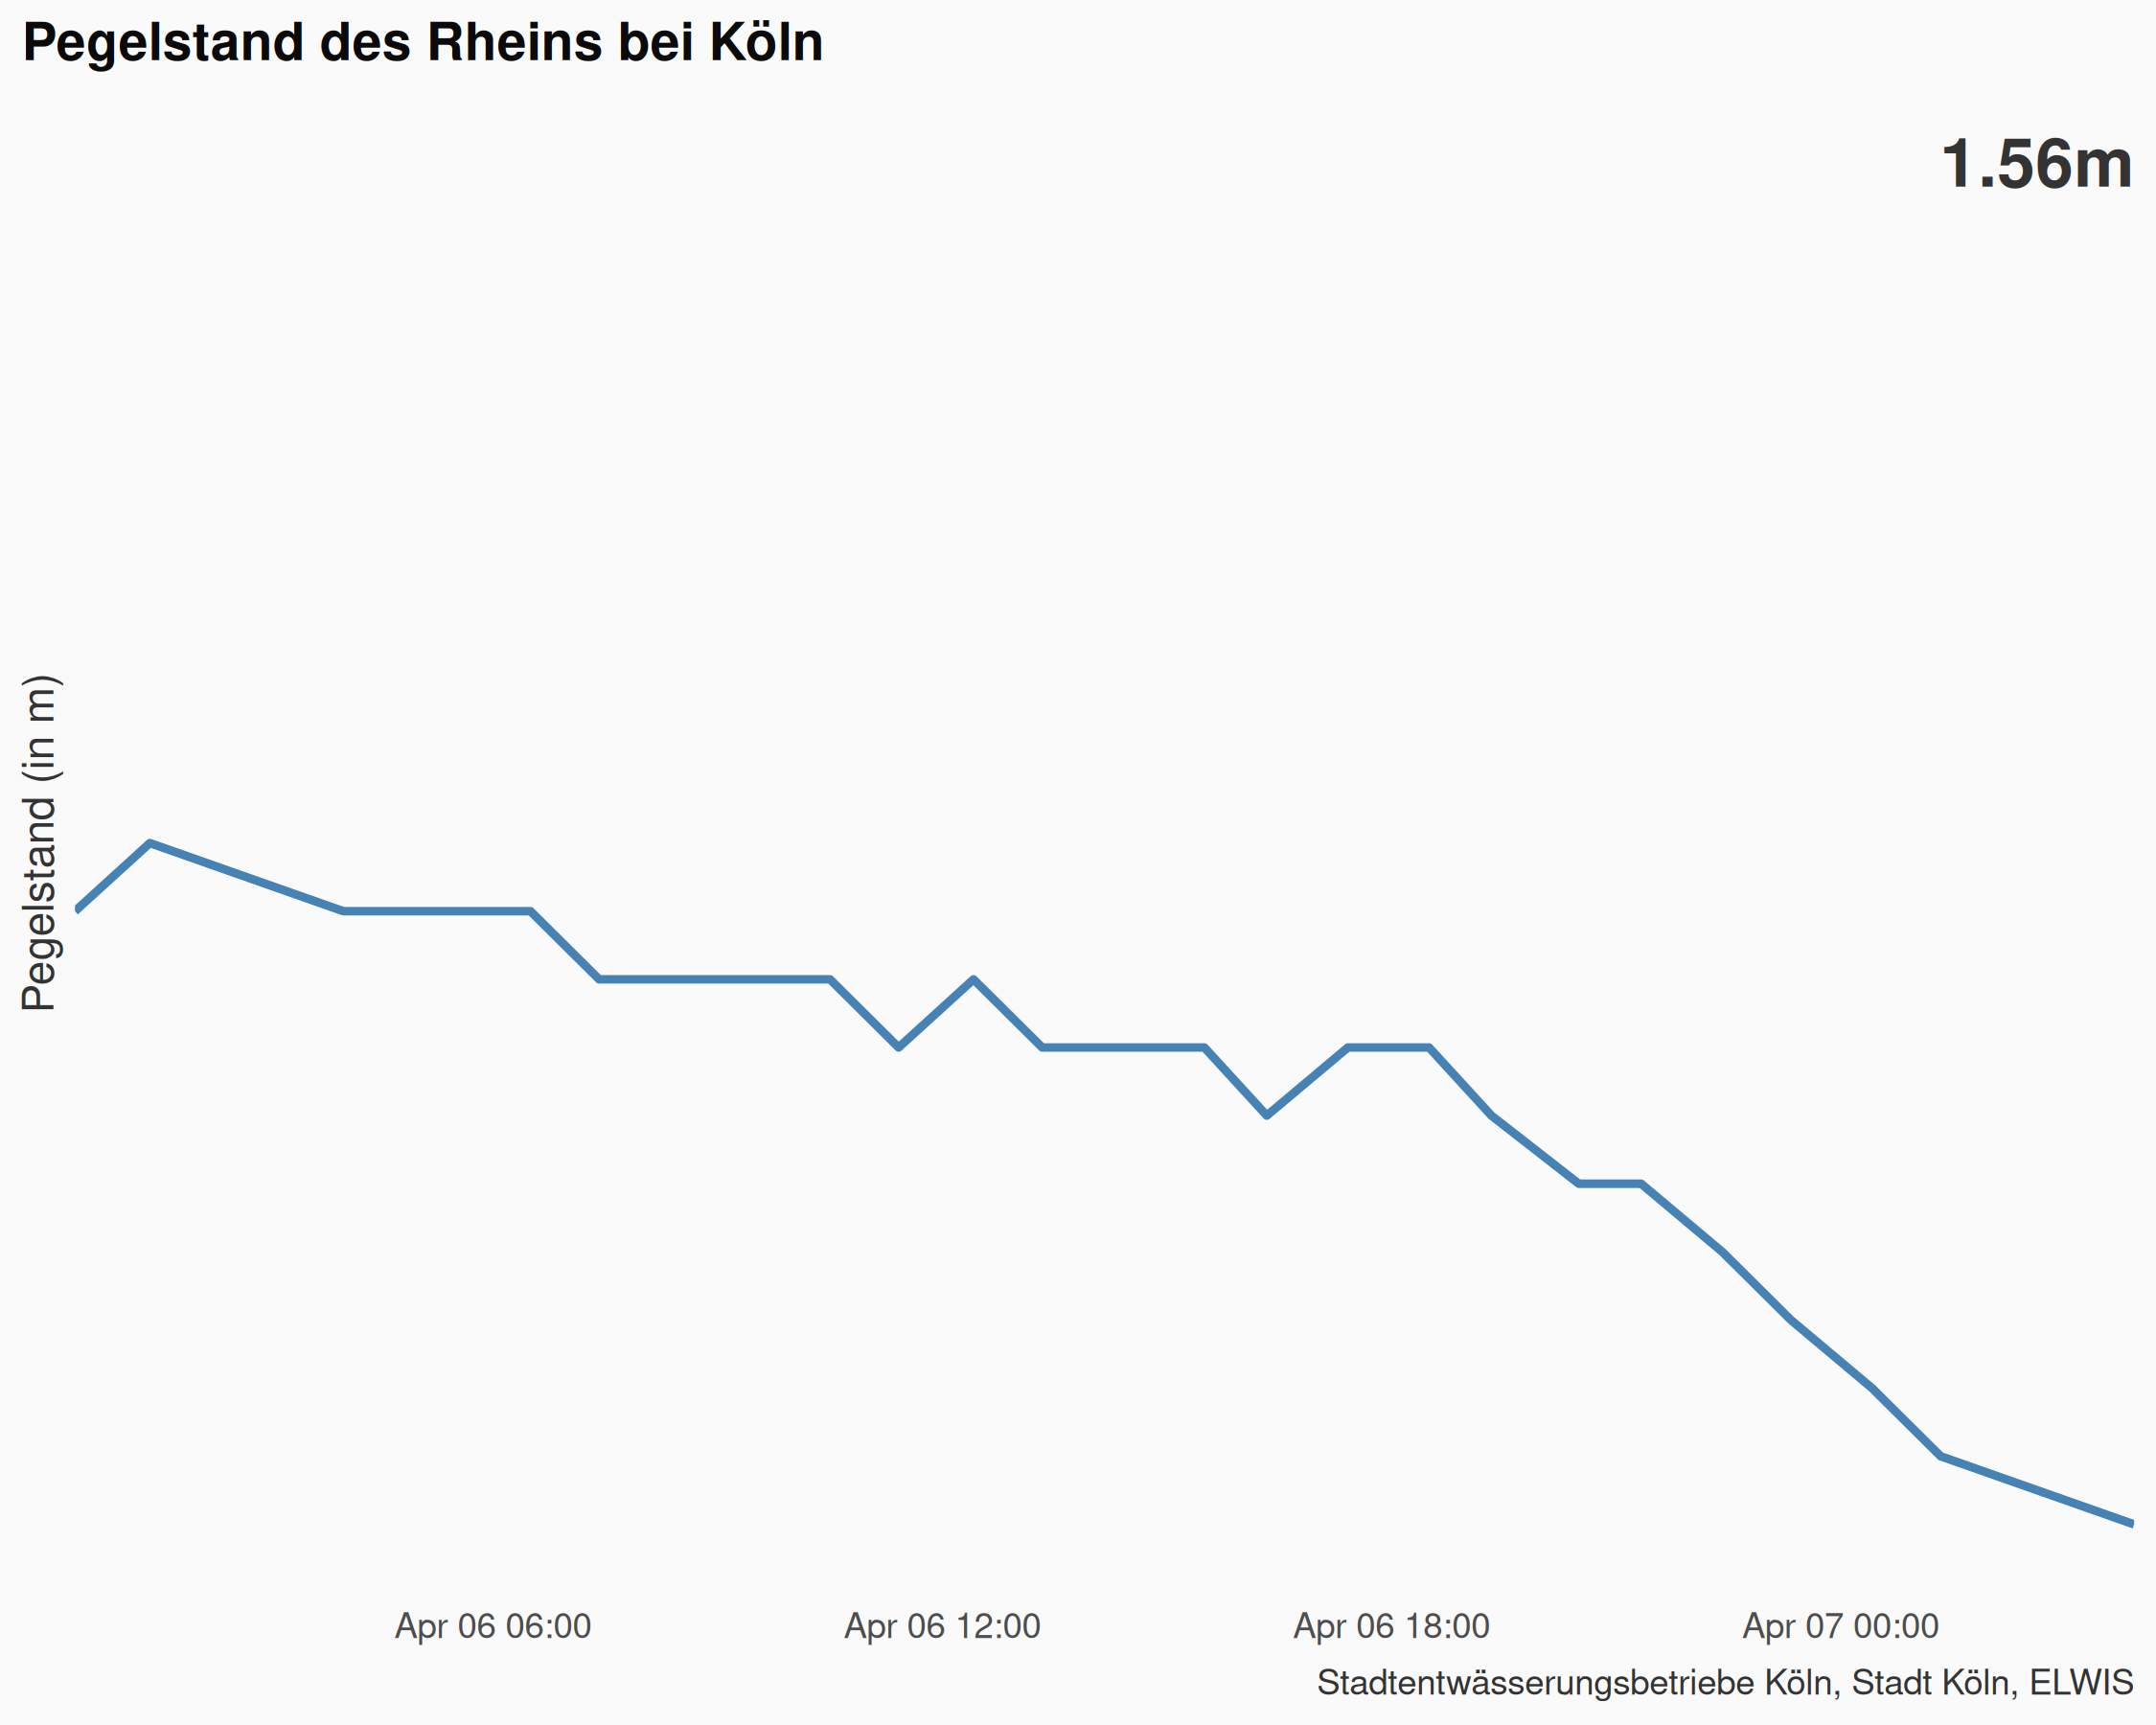 Pegelstand des Rheins bei Köln
1.56m
Pegelstand (in m)
Apr 06 06:00 Apr 06 12:00 Apr 06 18:00 Apr 07 00:00
Stadtentwässerungsbetriebe Köln, Stadt Köln, ELWIS